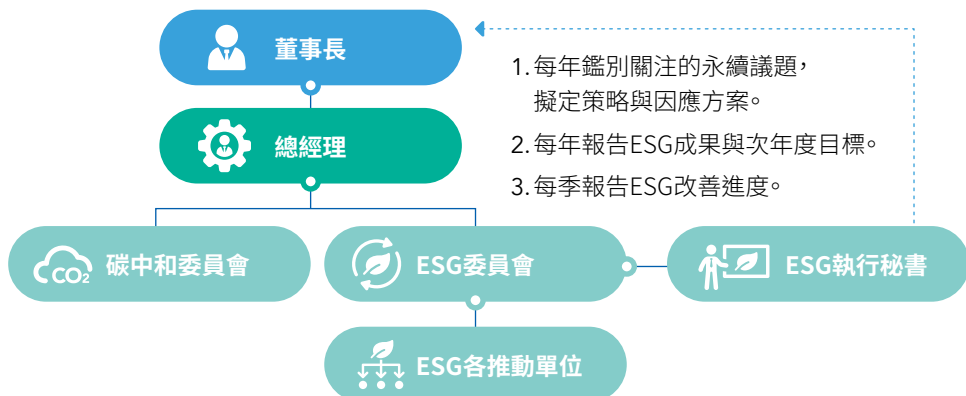 董事長
1.每年鑑別關注的永續議題，
擬定策略與因應方案。
2.每年報告ESG成果與次年度目標。
3.每季報告ESG改善進度。
總經理
CO₂
碳中和委員會
ESG委員會
ESG執行秘書
ESG各推動單位